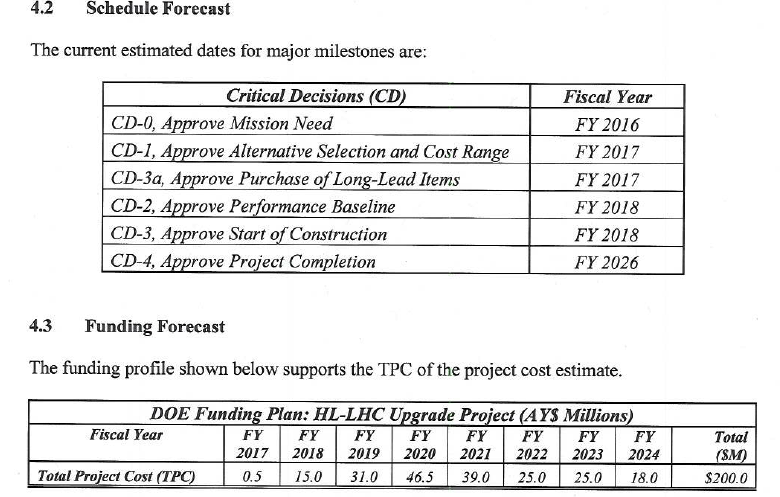 4.2 Schedule Forecast
The current estimated dates for major milestones are:
Critical Decisions (CD) Fiscal Year
CD-0, Approve Mission Need FY 2016
CD-1, Approve Alternative Selection and Cost Range FY 2017
CD-3a, Approve Purchase of Long-Lead Items FY 2017
CD-2, Approve Performance Baseline FY 2018
CD-3, Approve Start of Construction FY 2018
CD-4, Approve Project Completion FY 2026
4.3 Funding Forecast
The funding profile shown below supports the TPC of the project cost estimate.
DOE Funding Plan: HL-LHC Upgrade Project (AY$ Millions)
Fiscal Year FY FY FY FY FY FY FY FY Total
2017 2018 2019 2020 2021 2022 2023 2024 ($M)
Total Project Cost (TPC) 0.5 15.0 31.0 46.5 39.0 25.0 25.0 18.0 $200.0